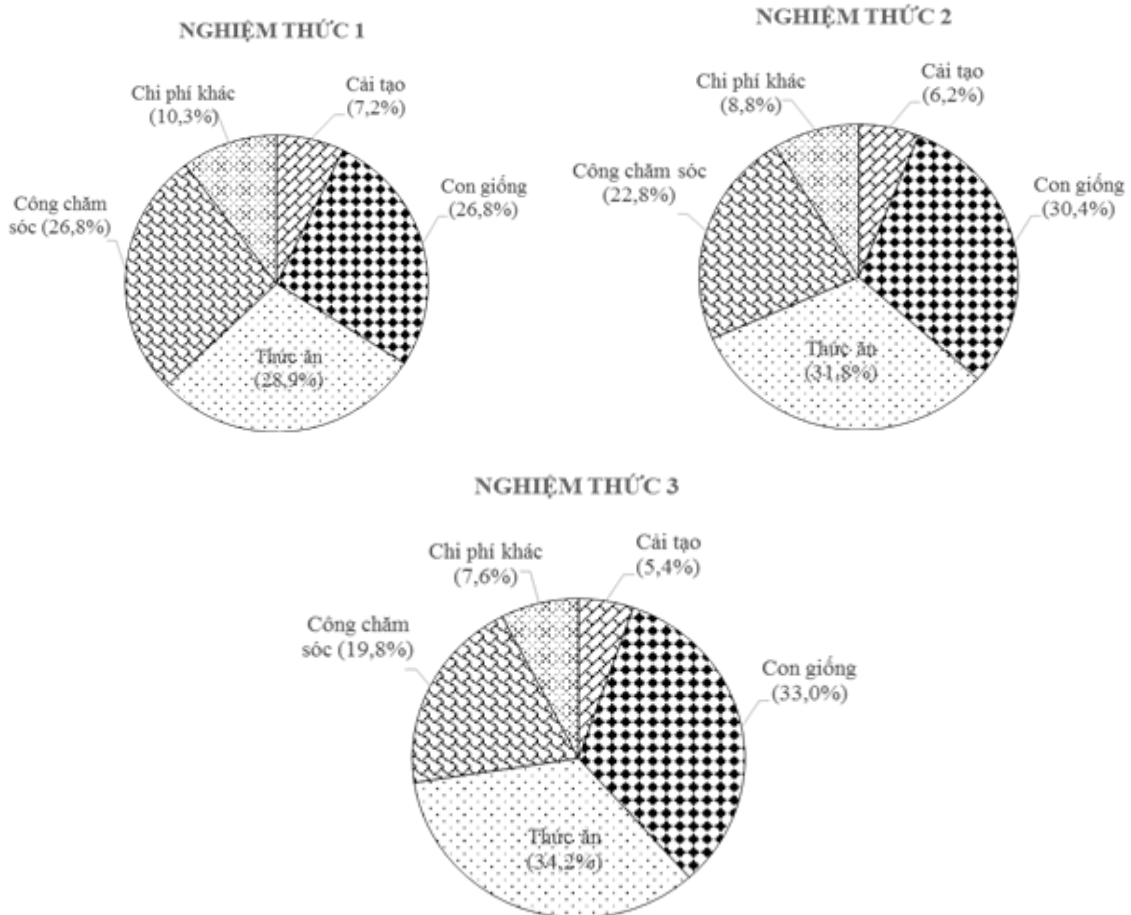 NGHIỆM THỨC 1
Chi phí khác
(10,3%)
Cải tạo
(7,2%)
Công chăm
sóc (26,8%)
Con giống
(26,8%)
Thức ăn
(28,9%)
NGHIỆM THỨC 2
Chi phí khác
(8,8%)
Cải tạo
(6,2%)
Công chăm sóc
(22,8%)
Con giống
(30,4%)
Thức ăn
(31,8%)
NGHIỆM THỨC 3
Chi phí khác
(7,6%)
Cải tạo
(5,4%)
Công chăm
sóc (19,8%)
Con giống
(33,0%)
Thức ăn
(34,2%)